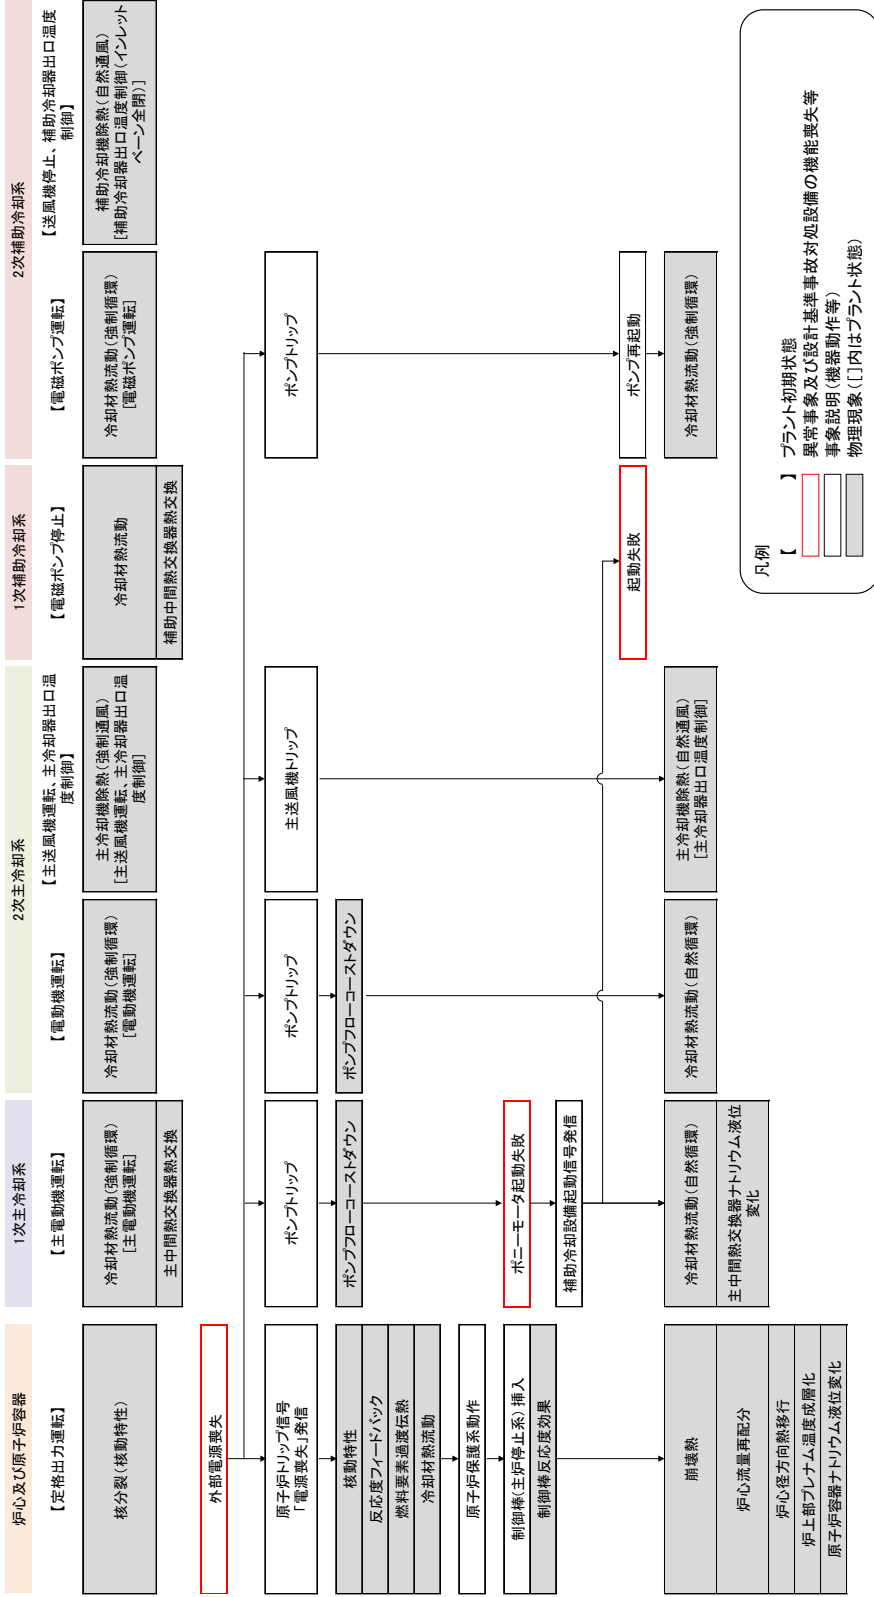 炉心及び原子炉容器
1次主冷却系
2次主冷却系
1次補助冷却系
2次補助冷却系
【定格出力運転】
【主電動機運転】
【電動機運転】
【主送風機運転、主冷却器出口温
度制御】
【電磁ポンプ停止】
【電磁ポンプ運転】
【送風機停止、補助冷却器出口温度
制御】
核分裂(核動特性)
冷却材熱流動(強制循環)
[主電動機運転]
主中間熱交換器熱交換
冷却材熱流動(強制循環)
[電動機運転]
主冷却機除熱(強制通風)
[主送風機運転、主冷却器出口温
度制御]
冷却材熱流動
補助中間熱交換器熱交換
冷却材熱流動(強制循環)
[電磁ポンプ運転]
補助冷却機除熱(自然通風)
[補助冷却器出口温度制御(インレット
ベーン全閉)]
外部電源喪失
原子炉トリップ信号
「電源喪失」発信
ポンプトリップ
ポンプトリップ
主送風機トリップ
ポンプトリップ
核動特性
反応度フィードバック
燃料要素過渡伝熱
冷却材熱流動
ポンプフローコーストダウン
ポンプフローコーストダウン
原子炉保護系動作
制御棒(主炉停止系)挿入
制御棒反応度効果
ポニーモータ起動失敗
補助冷却設備起動信号発信
起動失敗
ポンプ再起動
崩壊熱
炉心流量再配分
炉心径方向熱移行
炉上部プレナム温度成層化
原子炉容器ナトリウム液位変化
冷却材熱流動(自然循環)
主中間熱交換器ナトリウム液位
変化
冷却材熱流動(自然循環)
主冷却機除熱(自然通風)
[主冷却器出口温度制御]
冷却材熱流動(強制循環)
凡例
【 】 プラント初期状態
異常事象及び設計基準事故対処設備の機能喪失等
事象説明(機器動作等)
物理現象([]内はプラント状態)